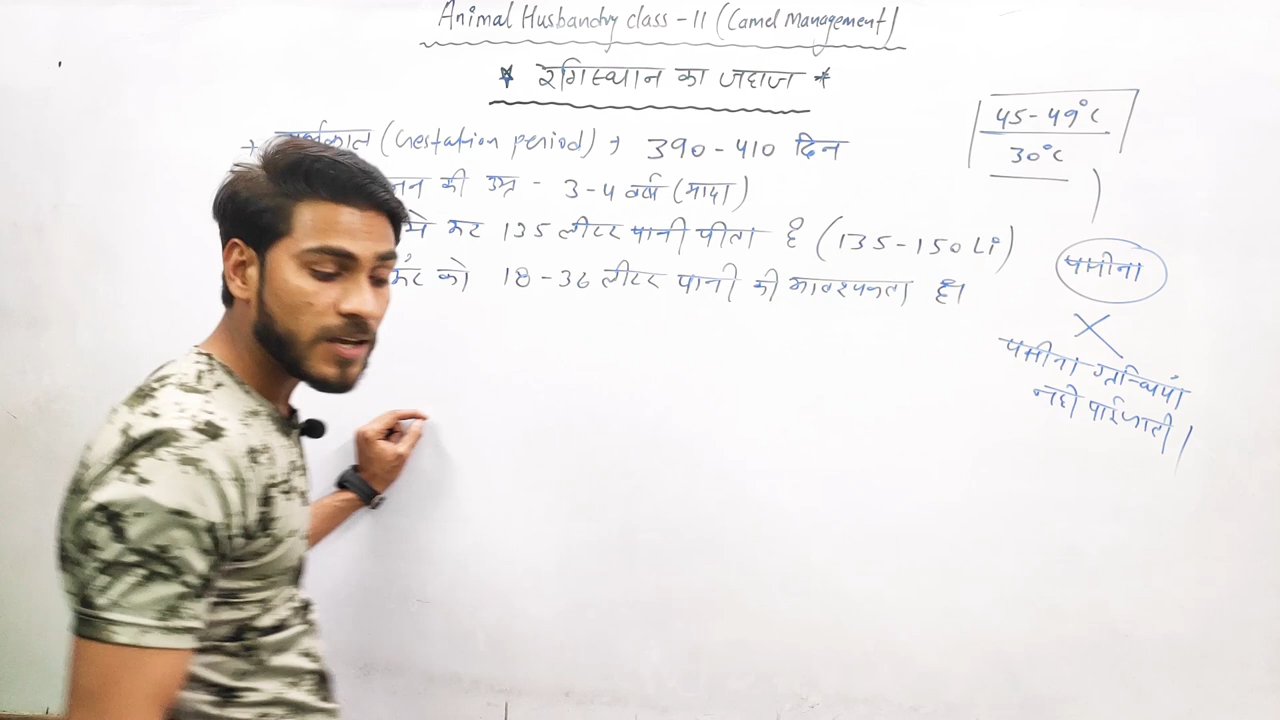 Animal Husbandry class - 11 (Camel Management)
* रेगिस्थान का जहाज *
(Gestation period) → 390-410 दिन
की उम्र - 3-4 वर्ष (मादा)
ऊट 135 लीटर पानी पीता है (135-150 Li)
ऊंट को 18-36 लीटर पानी की आवश्यकता है।
45-49°C
30°C
पसीना
X
पसीना ग्रन्थियां
नही पाई जाती।